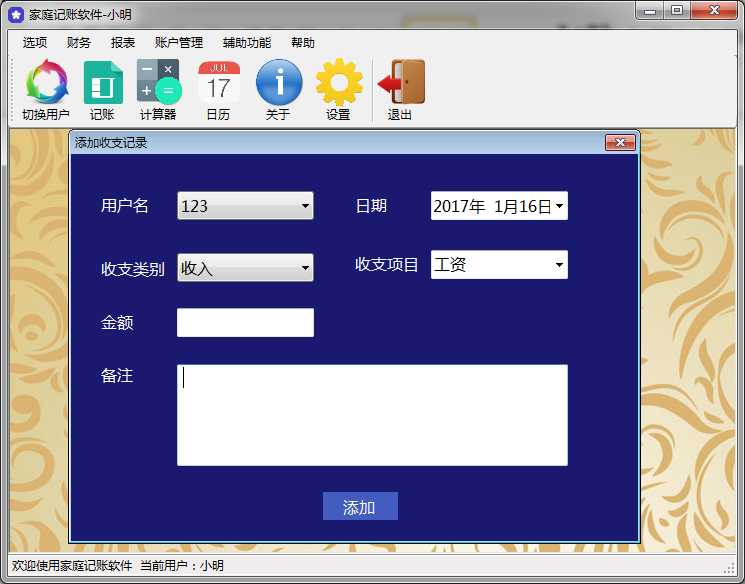 家庭记账软件-小明
选项 财务 报表 账户管理 辅助功能 帮助
JUL
17
切换用户 记账 计算器 日历 关于 设置 退出
添加收支记录
用户名 123 日期 2017年 1月16日
收支类别 收入 收支项目 工资
金额
备注
添加
欢迎使用家庭记账软件 当前用户：小明